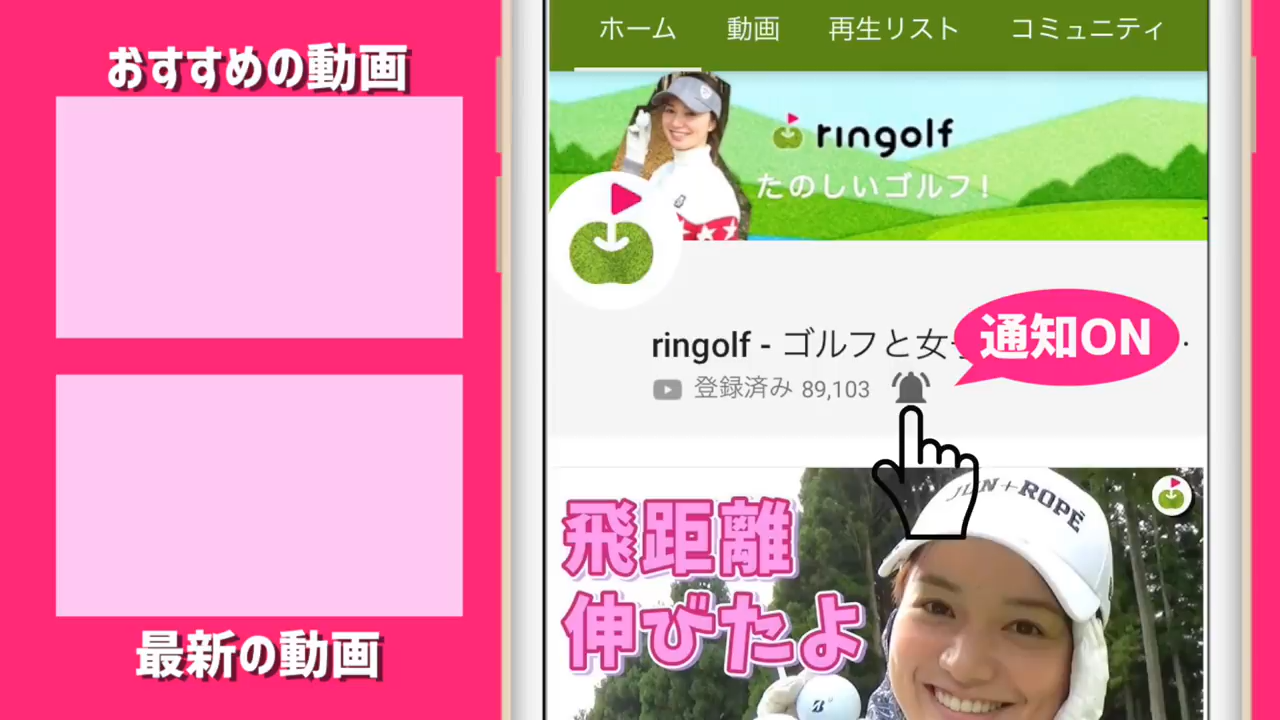 おすすめの動画
最新の動画
ホーム 動画 再生リスト コミュニティ
ringolf
たのしいゴルフ!
ringolf - ゴルフと女
通知ON
登録済み 89,103
JUN+ROPÉ
飛距離
伸びたよ
B